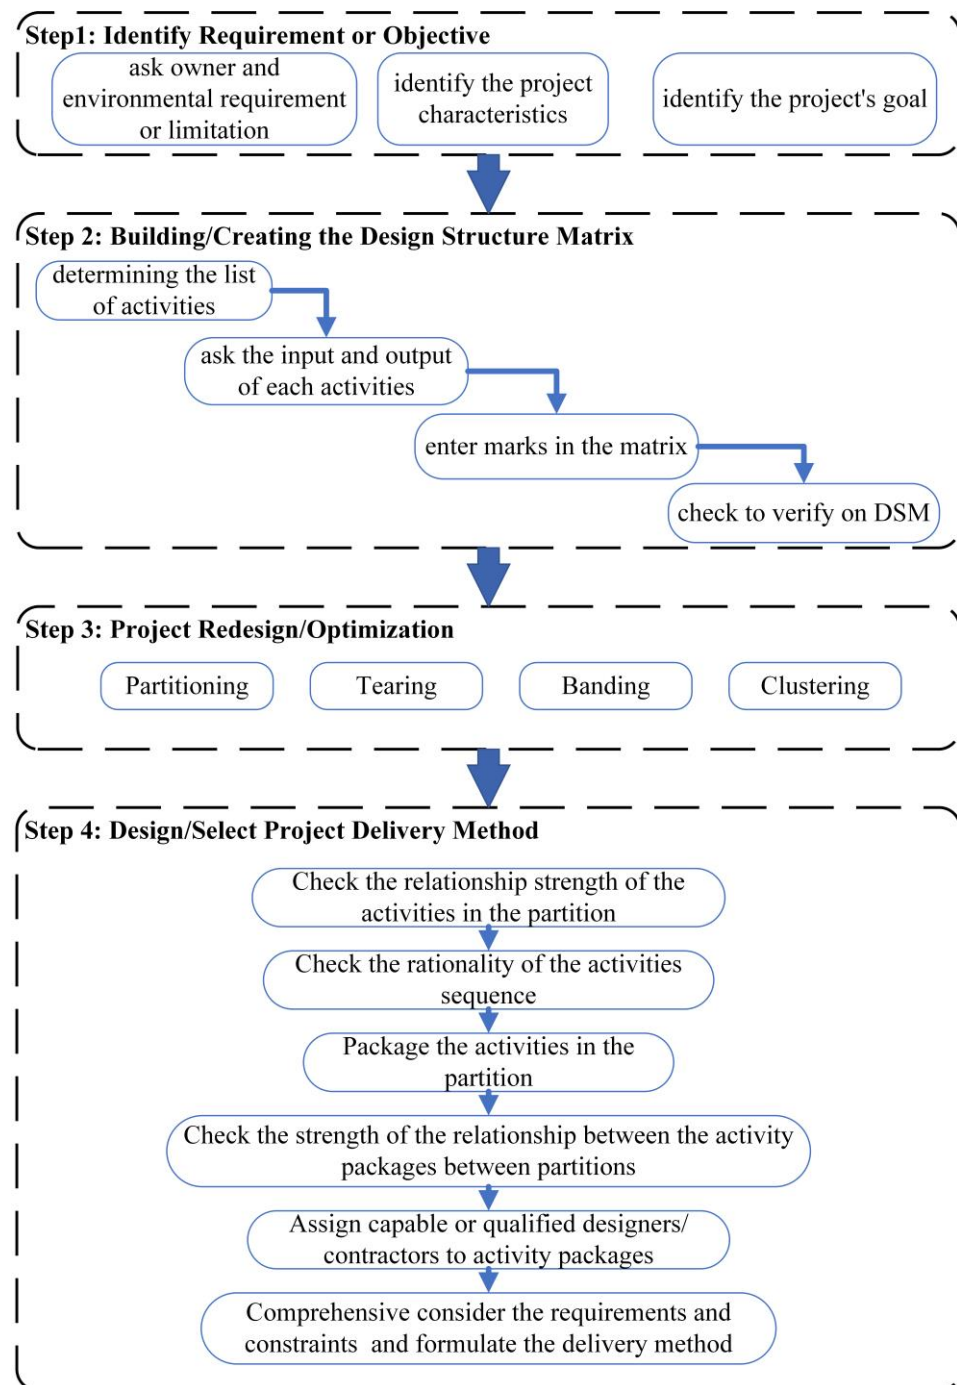 Step1: Identify Requirement or Objective
ask owner and
environmental requirement
or limitation
identify the project
characteristics
identify the project's goal
Step 2: Building/Creating the Design Structure Matrix
determining the list
of activities
ask the input and output
of each activities
enter marks in the matrix
check to verify on DSM
Step 3: Project Redesign/Optimization
Partitioning
Tearing
Banding
Clustering
Step 4: Design/Select Project Delivery Method
Check the relationship strength of the
activities in the partition
Check the rationality of the activities
sequence
Package the activities in the
partition
Check the strength of the relationship between the activity
packages between partitions
Assign capable or qualified designers/
contractors to activity packages
Comprehensive consider the requirements and
constraints and formulate the delivery method